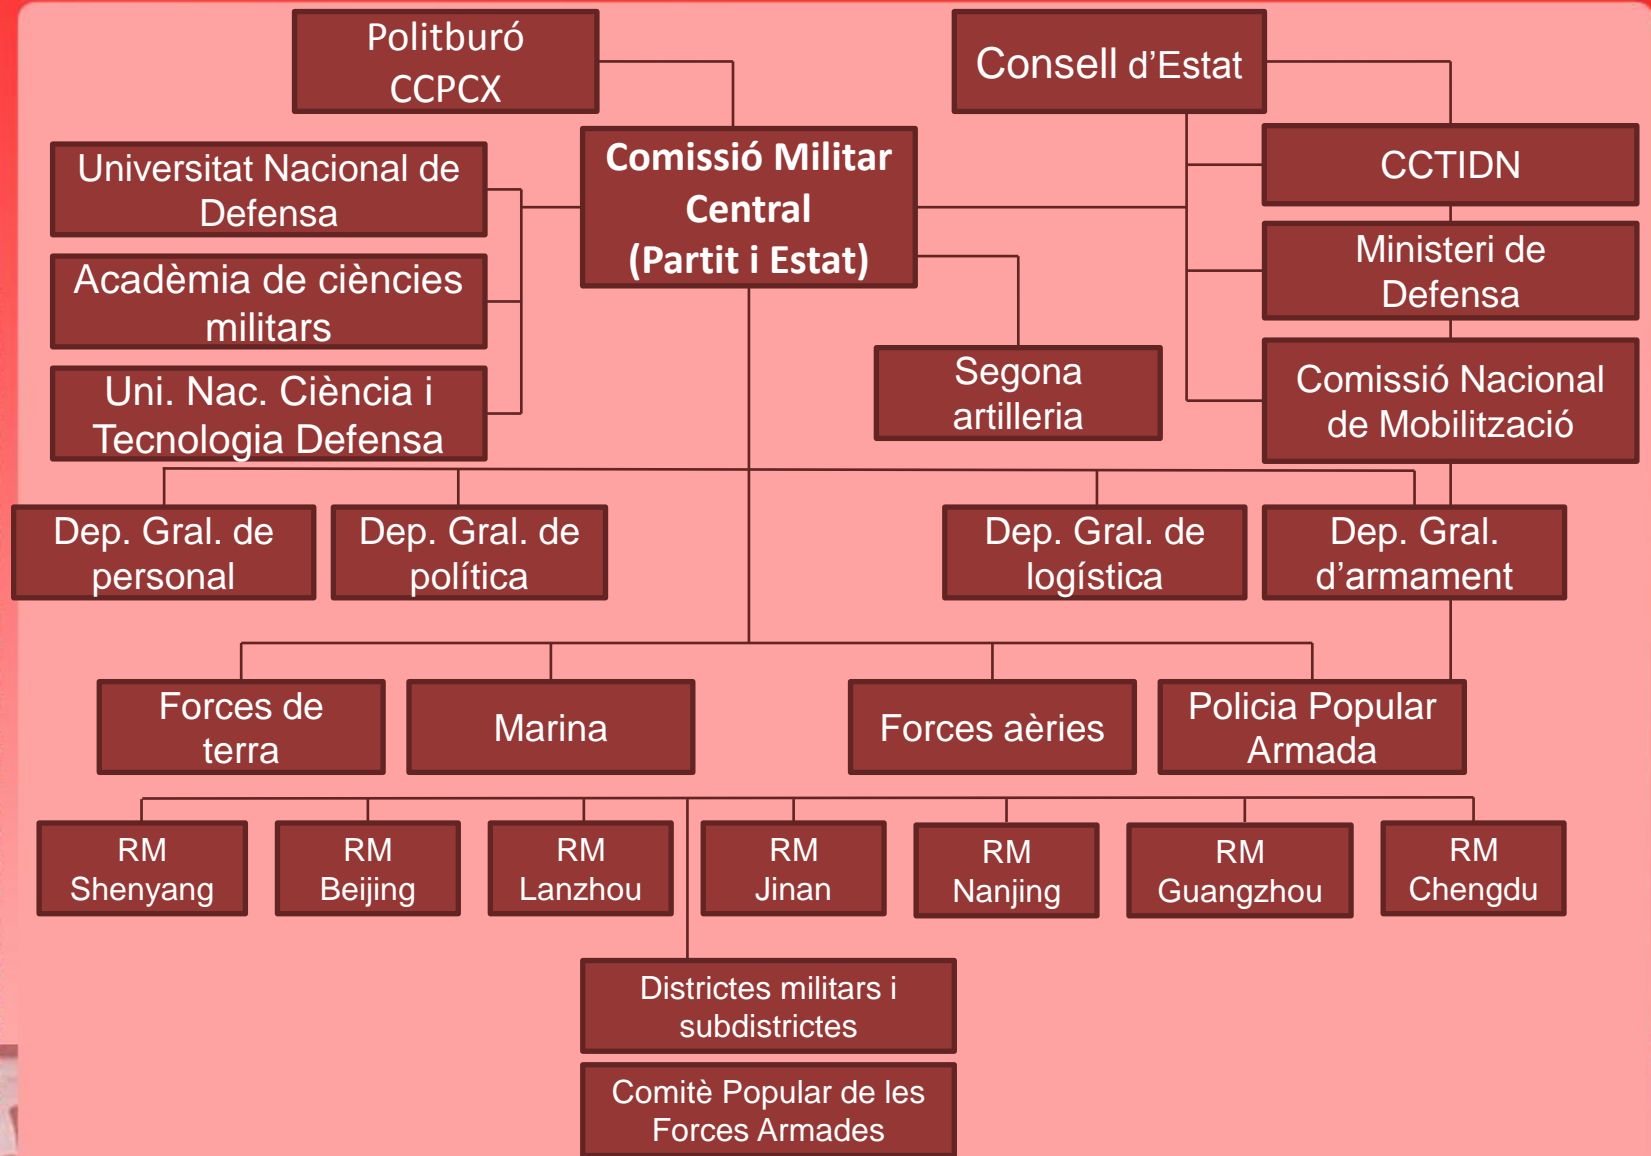 Politburó
CCPCX
Consell d’Estat
Comissió Militar
Central
(Partit i Estat)
Universitat Nacional de
Defensa
Acadèmia de ciències
militars
Uni. Nac. Ciència i
Tecnologia Defensa
CCTIDN
Ministeri de
Defensa
Comissió Nacional
de Mobilització
Segona
artilleria
Dep. Gral. de
personal
Dep. Gral. de
política
Dep. Gral. de
logística
Dep. Gral.
d’armament
Forces de
terra
Marina
Forces aèries
Policia Popular
Armada
RM
Shenyang
RM
Beijing
RM
Lanzhou
RM
Jinan
RM
Nanjing
RM
Guangzhou
RM
Chengdu
Districtes militars i
subdistrictes
Comitè Popular de les
Forces Armades